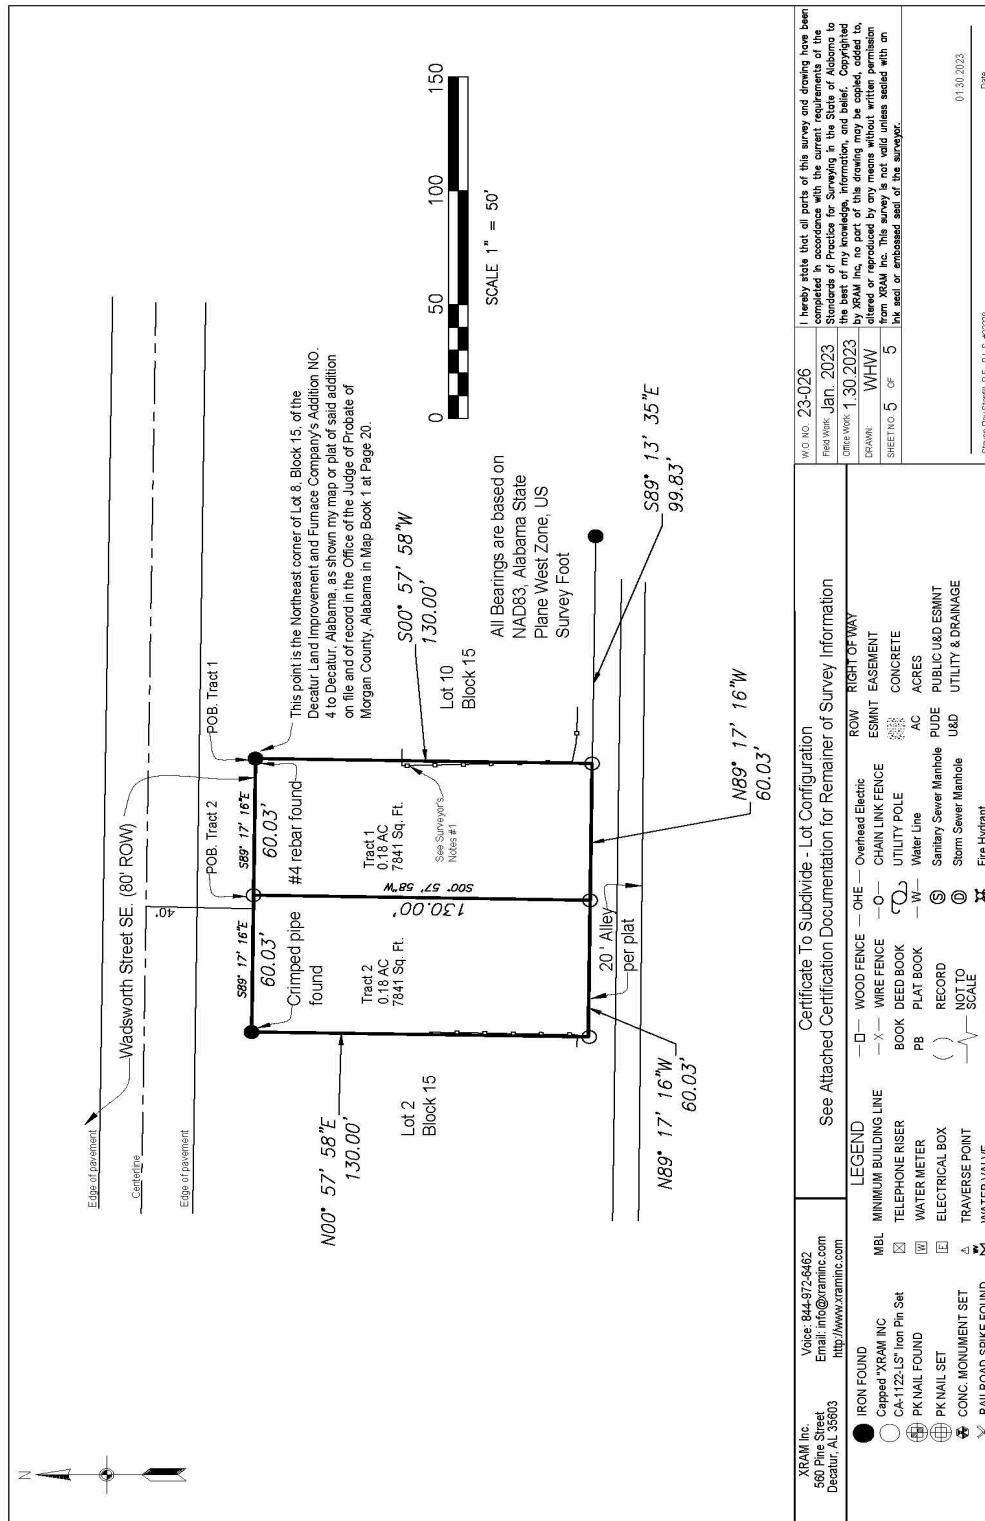 N
Edge of pavement
Centerline
Edge of pavement
Wadsworth Street SE. (80' ROW)
40'
POB. Tract 2
POB. Tract 1
S89° 17' 16"E
60.03'
S89° 17' 16"E
60.03'
Crimped pipe
found
#4 rebar found
This point is the Northeast corner of Lot 8, Block 15, of the
Decatur Land Improvement and Furnace Company's Addition NO.
4 to Decatur, Alabama, as shown my map or plat of said addition
on file and of record in the Office of the Judge of Probate of
Morgan County, Alabama in Map Book 1 at Page 20.
N00° 57' 58"E
130.00'
Lot 2
Block 15
Tract 2
0.18 AC
7841 Sq. Ft.
130.00'
S00° 57' 58"W
Tract 1
0.18 AC
7841 Sq. Ft.
See Surveyor's
Notes #1
S00° 57' 58"W
130.00'
Lot 10
Block 15
All Bearings are based on
NAD83, Alabama State
Plane West Zone, US
Survey Foot
0 50 100 150
SCALE 1" = 50'
20' Alley
per plat
N89° 17' 16"W
60.03'
N89° 17' 16"W
60.03'
S89° 13' 35"E
99.83'
XRAM Inc.
560 Pine Street
Decatur, AL 35603
Voice: 844-972-6462
Email: info@xraminc.com
http://www.xraminc.com
Certificate To Subdivide - Lot Configuration
See Attached Certification Documentation for Remainer of Survey Information
LEGEND
IRON FOUND
Capped "XRAM INC
CA-1122-LS" Iron Pin Set
PK NAIL FOUND
PK NAIL SET
CONC. MONUMENT SET
RAILROAD SPIKE FOUND
MBL MINIMUM BUILDING LINE
TELEPHONE RISER
W WATER METER
E ELECTRICAL BOX
TRAVERSE POINT
WV WATER VALVE
WOOD FENCE
X WIRE FENCE
BOOK DEED BOOK
PB PLAT BOOK
( ) RECORD
NOT TO
SCALE
OHE Overhead Electric
O CHAIN LINK FENCE
UTILITY POLE
W Water Line
S Sanitary Sewer Manhole
D Storm Sewer Manhole
Fire Hydrant
ROW RIGHT OF WAY
ESMNT EASEMENT
CONCRETE
AC ACRES
PUDE PUBLIC U&D ESMNT
U&D UTILITY & DRAINAGE
W.O. NO. 23-026
Field Work: Jan. 2023
Office Work: 1.30.2023
DRAWN: WHW
SHEET NO. 5 OF 5
I hereby state that all parts of this survey and drawing have been
completed in accordance with the current requirements of the
Standards of Practice for Surveying in the State of Alabama to
the best of my knowledge, information, and belief. Copyrighted
by XRAM Inc, no part of this drawing may be copied, added to,
altered or reproduced by any means without written permission
from XRAM Inc. This survey is not valid unless sealed with an
ink seal or embossed seal of the surveyor.
01.30.2023
Date